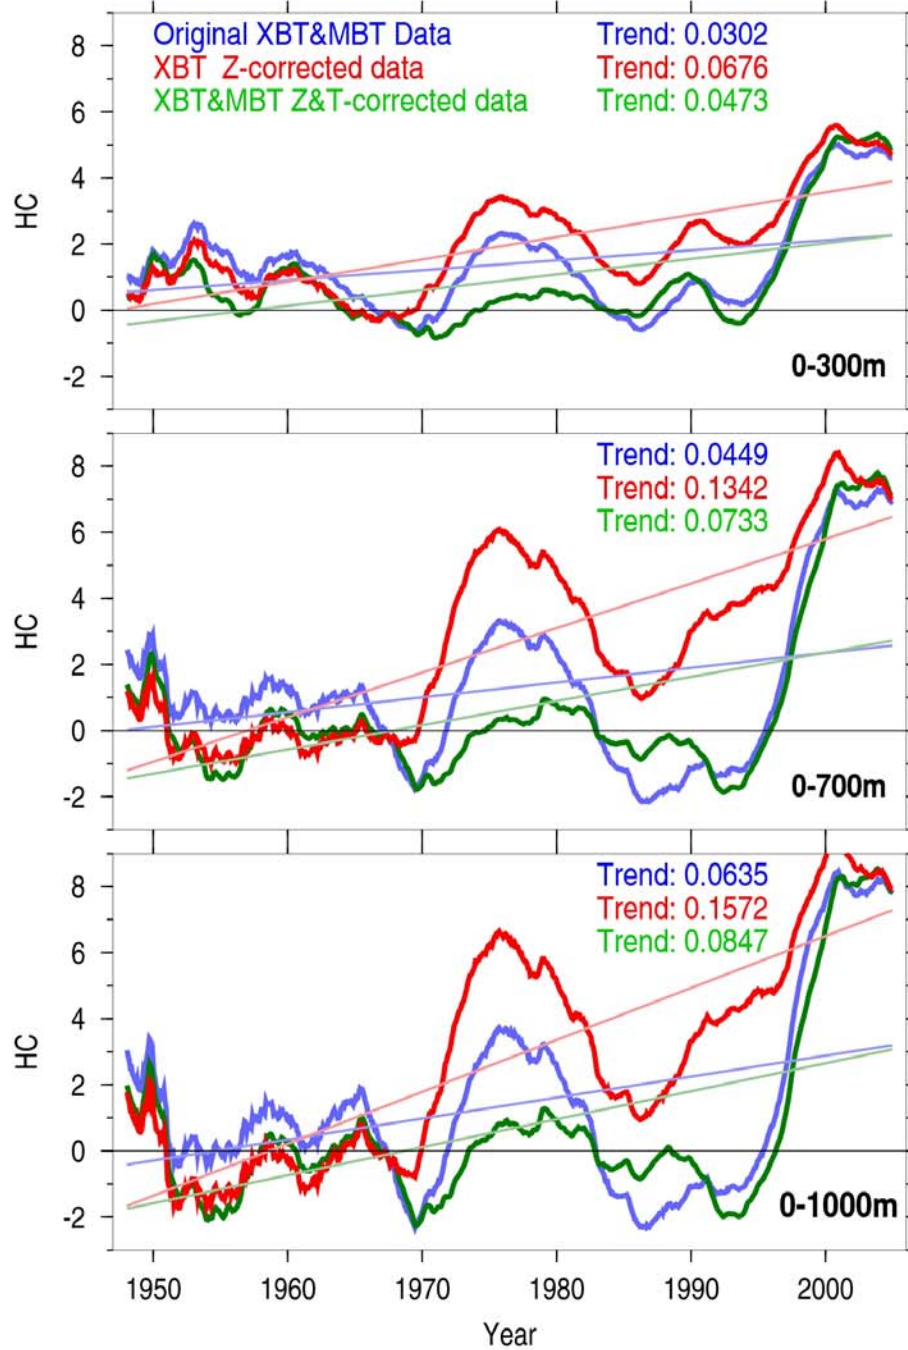 Original XBT&MBT Data Trend: 0.0302
XBT Z-corrected data Trend: 0.0676
XBT&MBT Z&T-corrected data Trend: 0.0473
8
6
4
HC
2
0
-2
0-300m
Trend: 0.0449
Trend: 0.1342
Trend: 0.0733
8
6
4
HC
2
0
-2
0-700m
Trend: 0.0635
Trend: 0.1572
Trend: 0.0847
8
6
4
HC
2
0
-2
0-1000m
1950 1960 1970 1980 1990 2000
Year